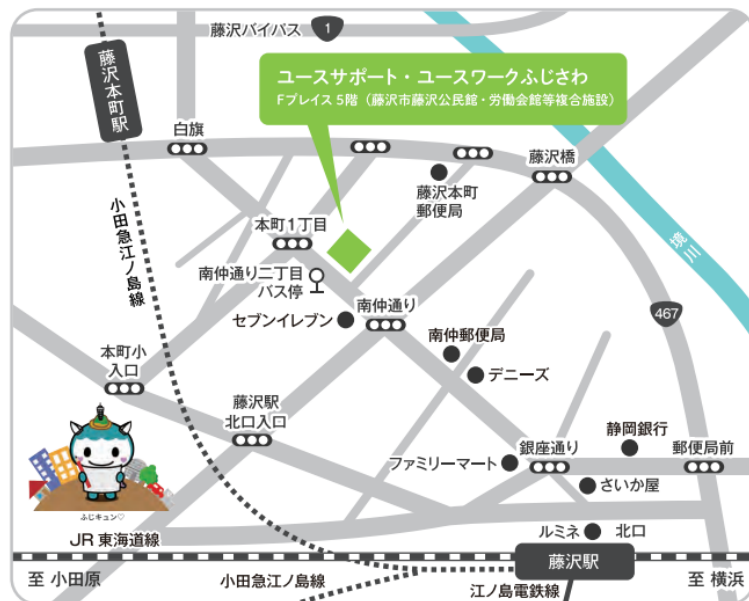 藤沢バイパス
1
藤沢本町駅
ユースサポート・ユースワークふじさわ
Fプレイス 5階（藤沢市藤沢公民館・労働会館等複合施設）
白旗
藤沢橋
藤沢本町
郵便局
小田急江ノ島線
本町1丁目
境川
南仲通り二丁目
バス停
南仲通り
セブンイレブン
467
南仲郵便局
デニーズ
本町小
入口
藤沢駅
北口入口
静岡銀行
銀座通り
郵便局前
ファミリーマート
さいか屋
ふじキュン♡
JR 東海道線
ルミネ
北口
藤沢駅
至 小田原
小田急江ノ島線
江ノ島電鉄線
至 横浜